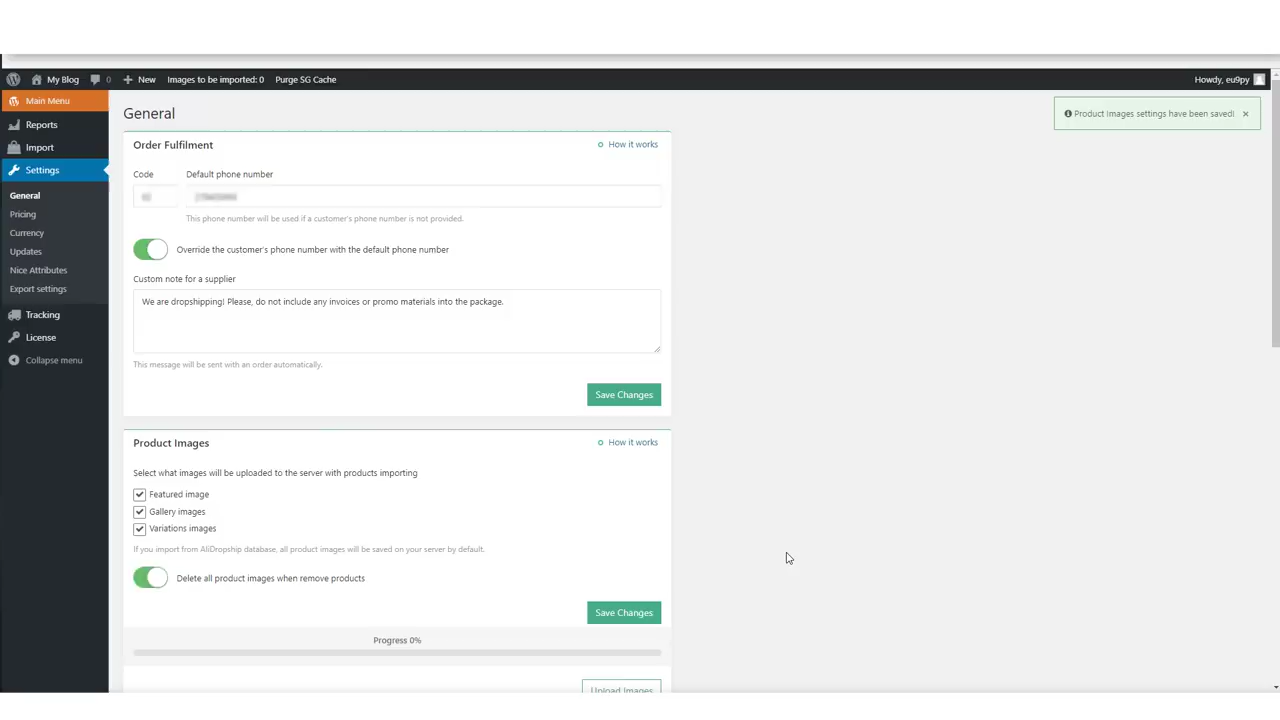 My Blog 0 New Images to be imported: 0 Purge SG Cache Howdy, eu9py
Main Menu
Reports
Import
Settings
General
Pricing
Currency
Updates
Nice Attributes
Export settings
Tracking
License
Collapse menu
General
Product Images settings have been saved!
Order Fulfilment
How it works
Code Default phone number
This phone number will be used if a customer's phone number is not provided.
Override the customer's phone number with the default phone number
Custom note for a supplier
We are dropshipping! Please, do not include any invoices or promo materials into the package.
This message will be sent with an order automatically.
Save Changes
Product Images
How it works
Select what images will be uploaded to the server with products importing
Featured image
Gallery images
Variations images
If you import from AliDropship database, all product images will be saved on your server by default.
Delete all product images when remove products
Save Changes
Progress 0%
Upload Images